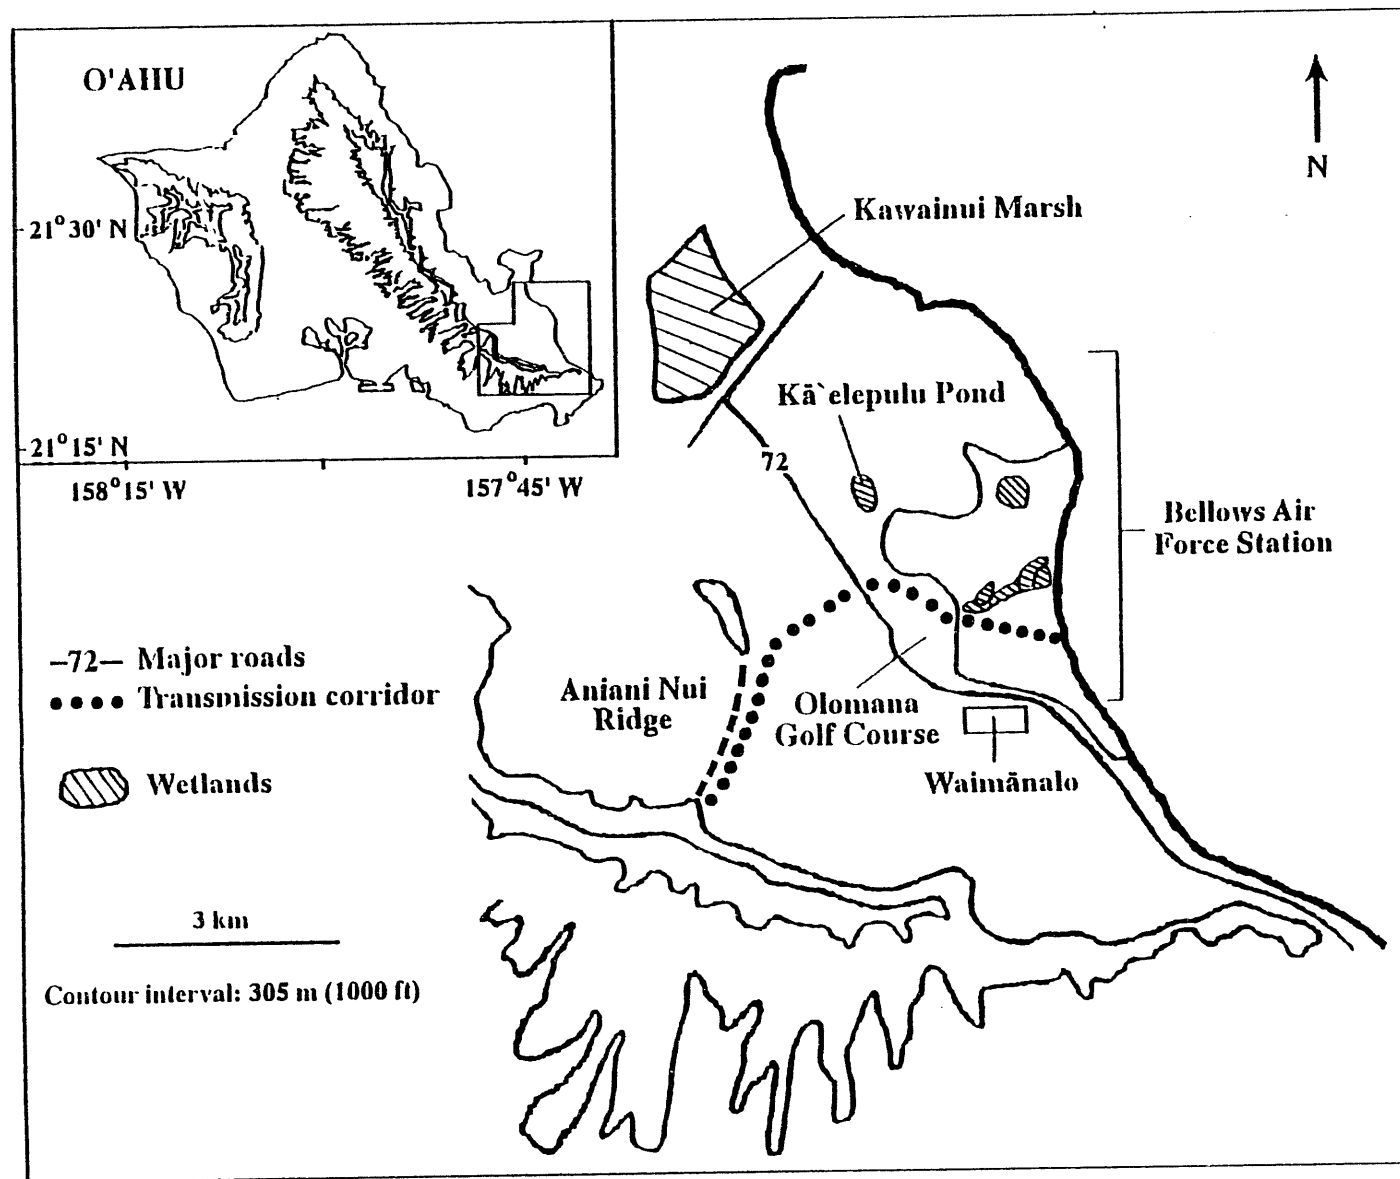 O'AHU
21°30' N
21°15' N
158°15' W
157°45' W
N
Kawainui Marsh
Kā`elepulu Pond
72
Bellows Air
Force Station
–72– Major roads
Transmission corridor
Aniani Nui
Ridge
Olomana
Golf Course
Waimānalo
Wetlands
3 km
Contour interval: 305 m (1000 ft)